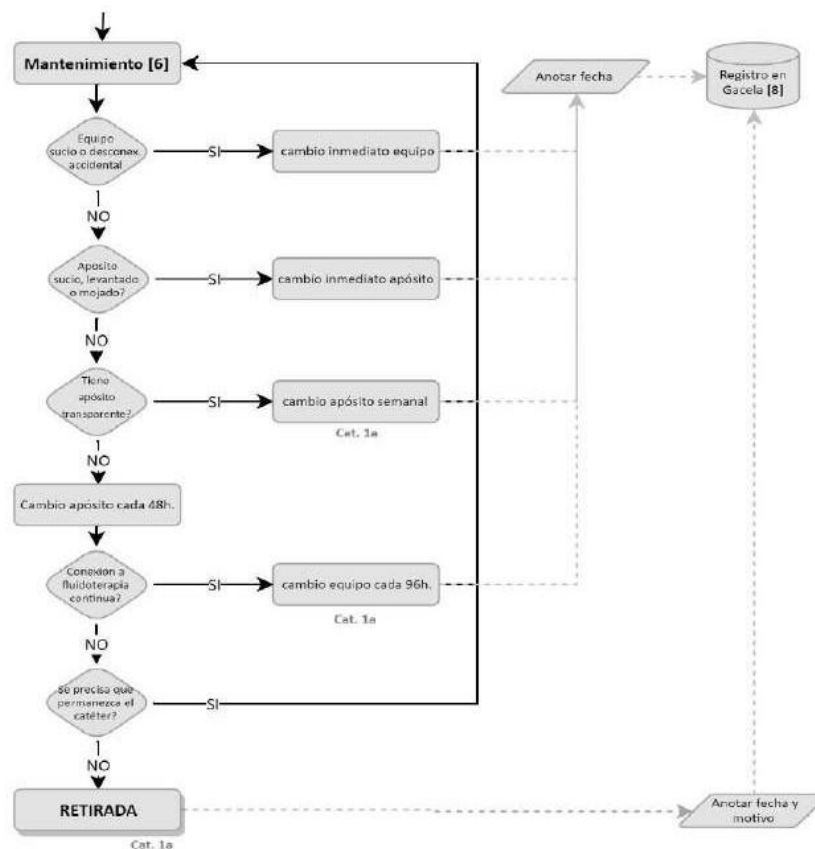 Mantenimiento [6]
Anotar fecha
Registro en
Gacela [8]
Equipo
sucio o desconex.
accidental
SI
cambio inmediato equipo
NO
Aposito
sucio, levantado
o mojado?
SI
cambio inmediato apósito
NO
Tiene
apósito
transparente?
SI
cambio apósito semanal
Cat. 1a
NO
Cambio apósito cada 48h.
Conexión a
fluidoterapia
continua?
SI
cambio equipo cada 96h.
Cat. 1a
NO
Se precisa que
permanezca el
catéter?
SI
NO
RETIRADA
Cat. 1a
Anotar fecha y
motivo